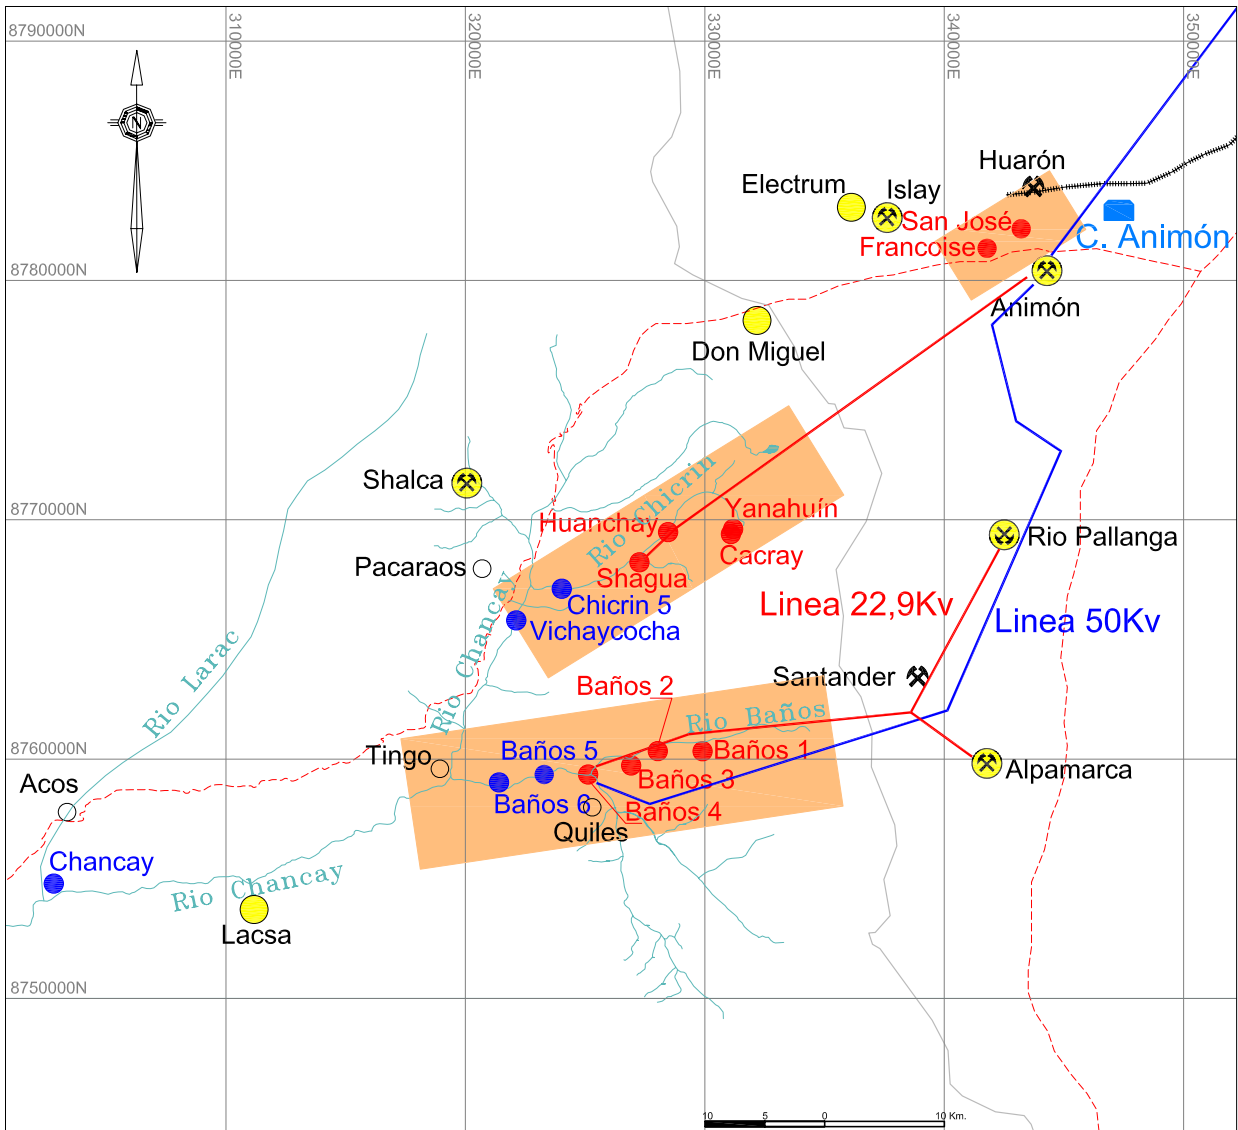 310000E
320000E
330000E
340000E
350000E
8790000N
N
Huarón
Electrum
Islay
San José
Francoise
C. Animón
8780000N
Animón
Don Miguel
Shalca
Rio Chicrin
Yanahuín
Huanchay
8770000N
Cacray
Rio Pallanga
Pacaraos
Shagua
Chicrin 5
Linea 22,9Kv
Linea 50Kv
Vichaycocha
Rio Chancay
Rio Larac
Santander
Baños 2
Rio Baños
8760000N
Tingo
Baños 5
Baños 1
Baños 3
Alpamarca
Acos
Baños 6
Baños 4
Quiles
Chancay
Rio Chancay
Lacsa
8750000N
10 5 0 10 Km.